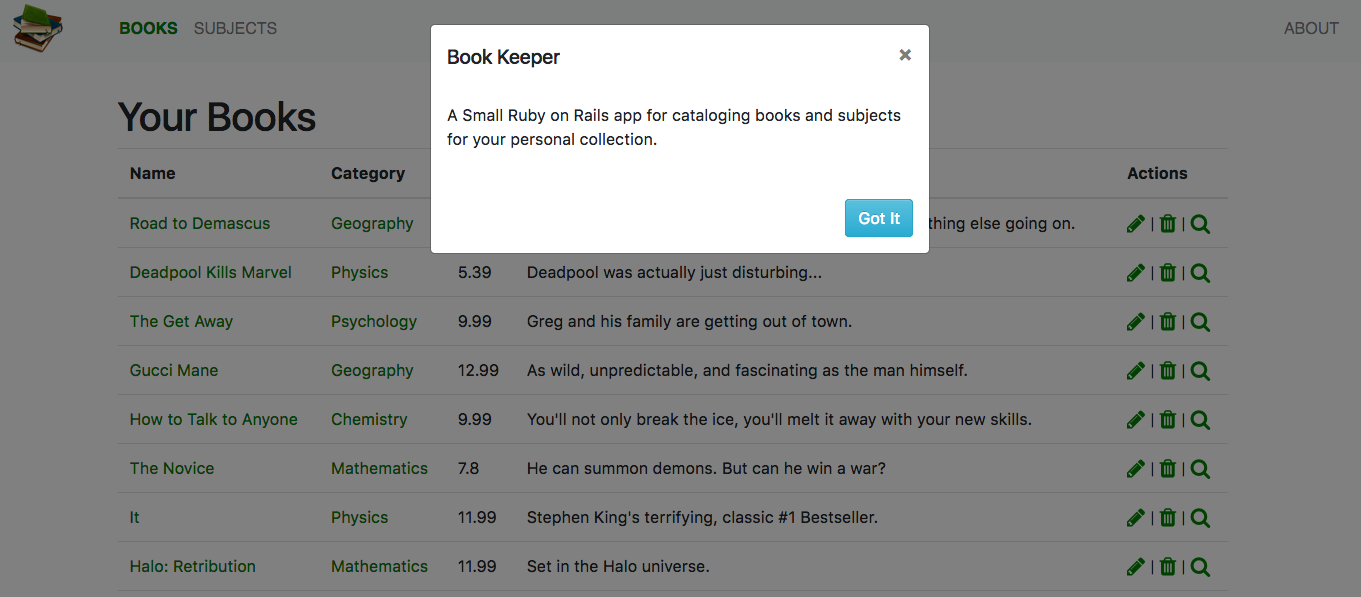 BOOKS SUBJECTS ABOUT
Book Keeper ×
A Small Ruby on Rails app for cataloging books and subjects
for your personal collection.
Got It
Your Books
Name Category Actions
Road to Demascus Geography thing else going on. | |
Deadpool Kills Marvel Physics 5.39 Deadpool was actually just disturbing... | |
The Get Away Psychology 9.99 Greg and his family are getting out of town. | |
Gucci Mane Geography 12.99 As wild, unpredictable, and fascinating as the man himself. | |
How to Talk to Anyone Chemistry 9.99 You'll not only break the ice, you'll melt it away with your new skills. | |
The Novice Mathematics 7.8 He can summon demons. But can he win a war? | |
It Physics 11.99 Stephen King's terrifying, classic #1 Bestseller. | |
Halo: Retribution Mathematics 11.99 Set in the Halo universe. | |